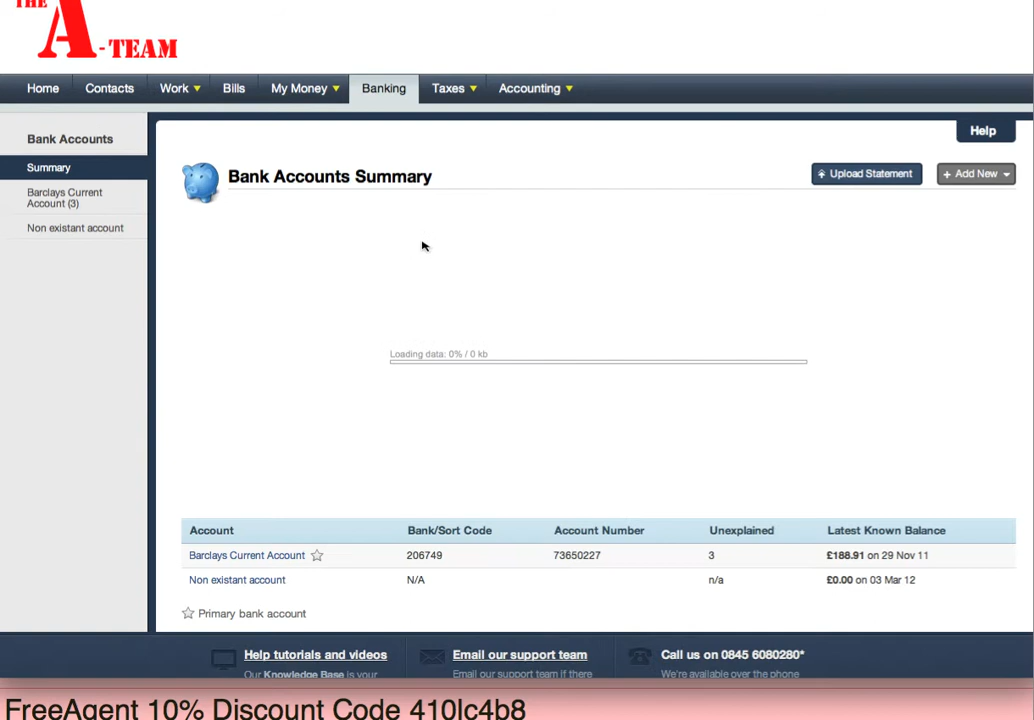 THE
A-TEAM
Home Contacts Work Bills My Money Banking Taxes Accounting
Bank Accounts
Help
Summary
Bank Accounts Summary
Upload Statement
+ Add New
Barclays Current
Account (3)
Non existant account
Loading data: 0% / 0 kb
Account Bank/Sort Code Account Number Unexplained Latest Known Balance
Barclays Current Account 206749 73650227 3 £188.91 on 29 Nov 11
Non existant account N/A n/a £0.00 on 03 Mar 12
Primary bank account
Help tutorials and videos Email our support team Call us on 0845 6080280*
Our Knowledge Base is your Email our support team if there We're available over the phone
FreeAgent 10% Discount Code 410lc4b8